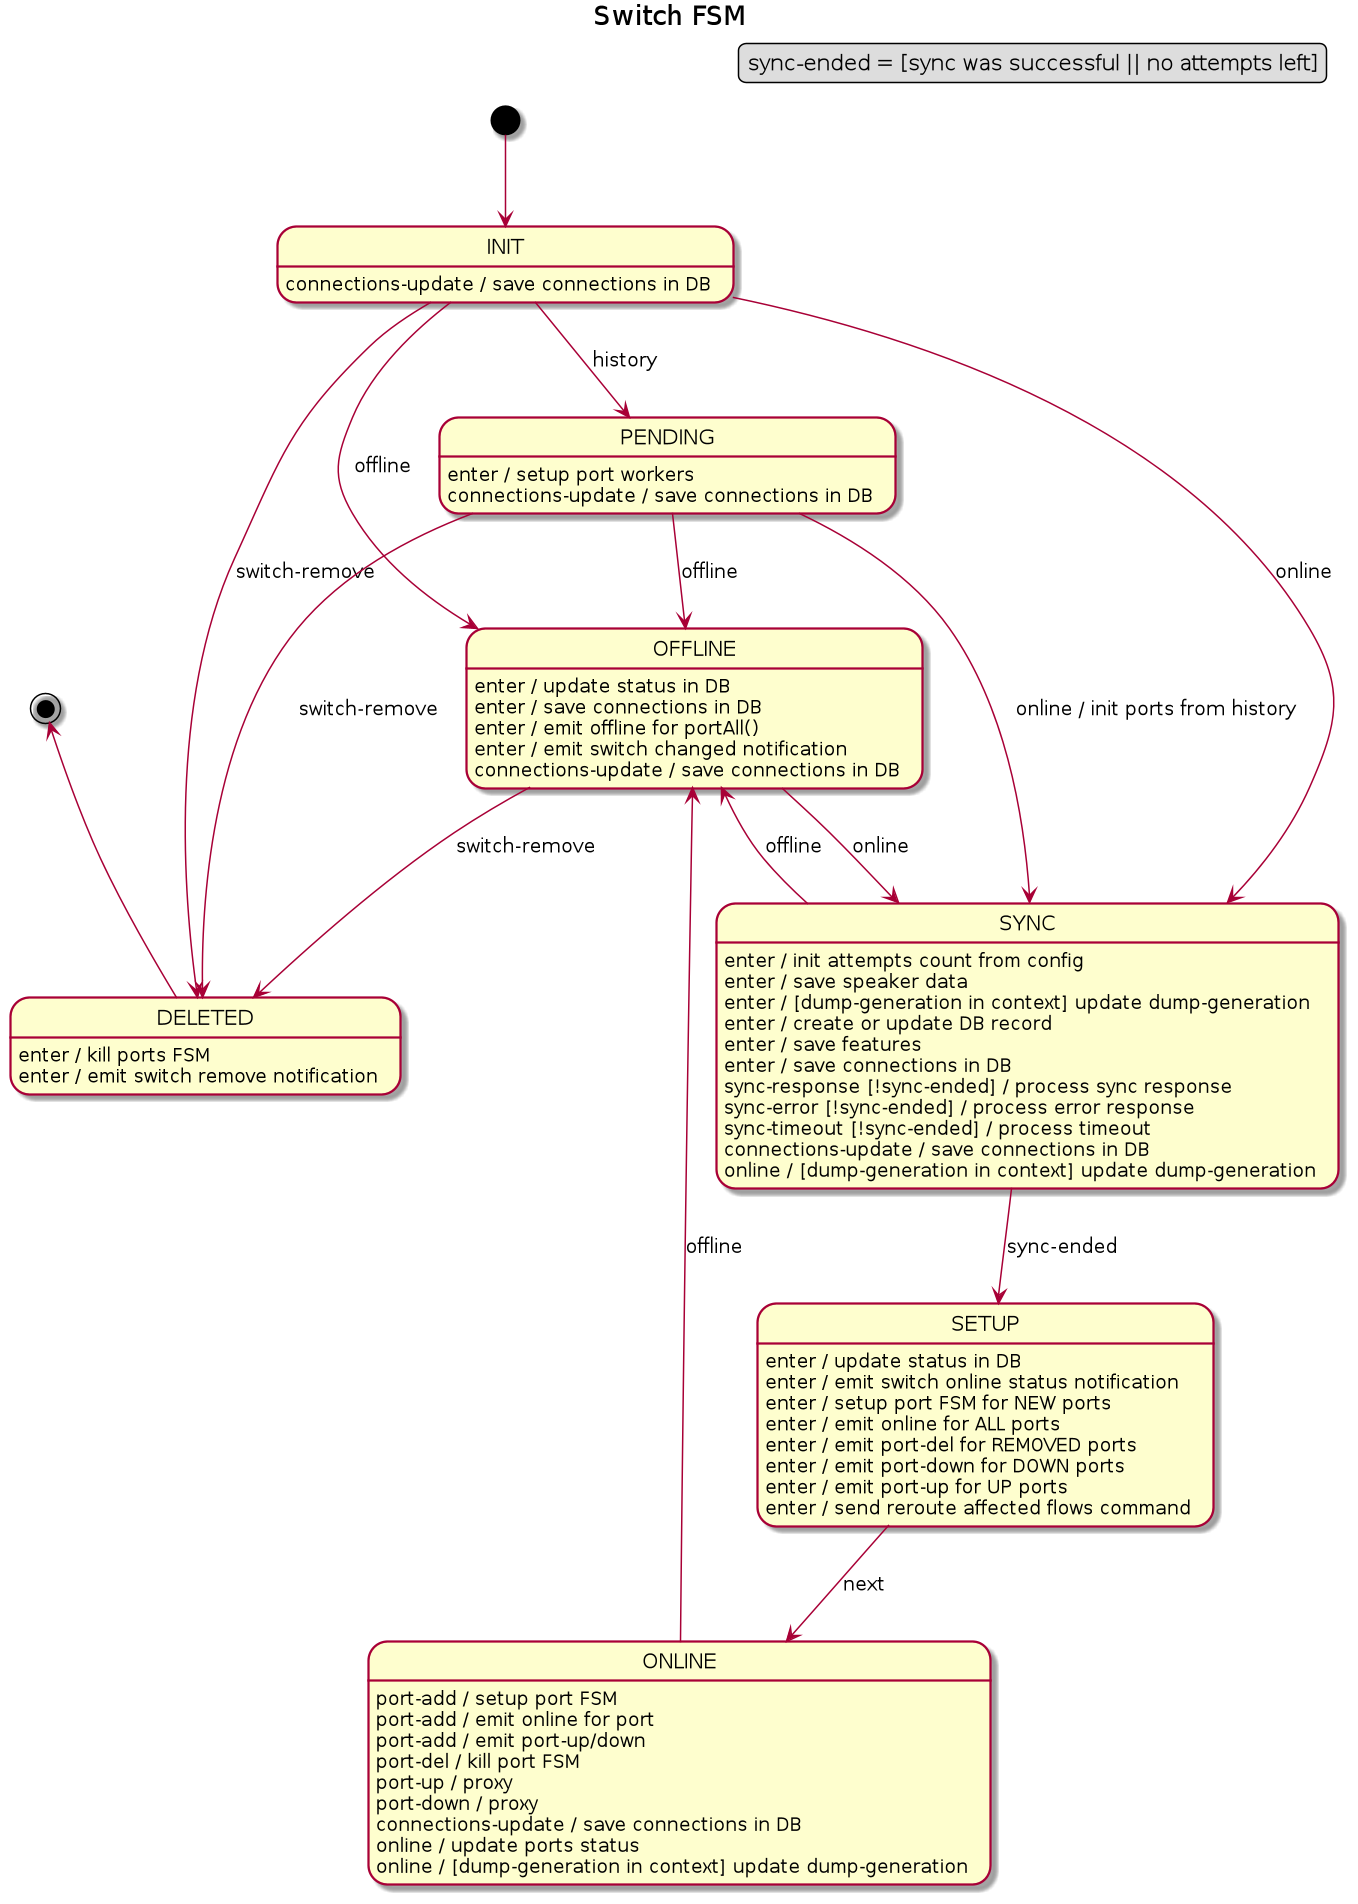 Switch FSM
sync-ended = [sync was successful || no attempts left]
INIT
connections-update / save connections in DB
history
PENDING
enter / setup port workers
connections-update / save connections in DB
offline
switch-remove
offline
online
OFFLINE
enter / update status in DB
enter / save connections in DB
enter / emit offline for portAll()
enter / emit switch changed notification
connections-update / save connections in DB
switch-remove
online / init ports from history
switch-remove
offline
online
SYNC
enter / init attempts count from config
enter / save speaker data
enter / [dump-generation in context] update dump-generation
enter / create or update DB record
enter / save features
enter / save connections in DB
sync-response [!sync-ended] / process sync response
sync-error [!sync-ended] / process error response
sync-timeout [!sync-ended] / process timeout
connections-update / save connections in DB
online / [dump-generation in context] update dump-generation
DELETED
enter / kill ports FSM
enter / emit switch remove notification
offline
sync-ended
SETUP
enter / update status in DB
enter / emit switch online status notification
enter / setup port FSM for NEW ports
enter / emit online for ALL ports
enter / emit port-del for REMOVED ports
enter / emit port-down for DOWN ports
enter / emit port-up for UP ports
enter / send reroute affected flows command
next
ONLINE
port-add / setup port FSM
port-add / emit online for port
port-add / emit port-up/down
port-del / kill port FSM
port-up / proxy
port-down / proxy
connections-update / save connections in DB
online / update ports status
online / [dump-generation in context] update dump-generation